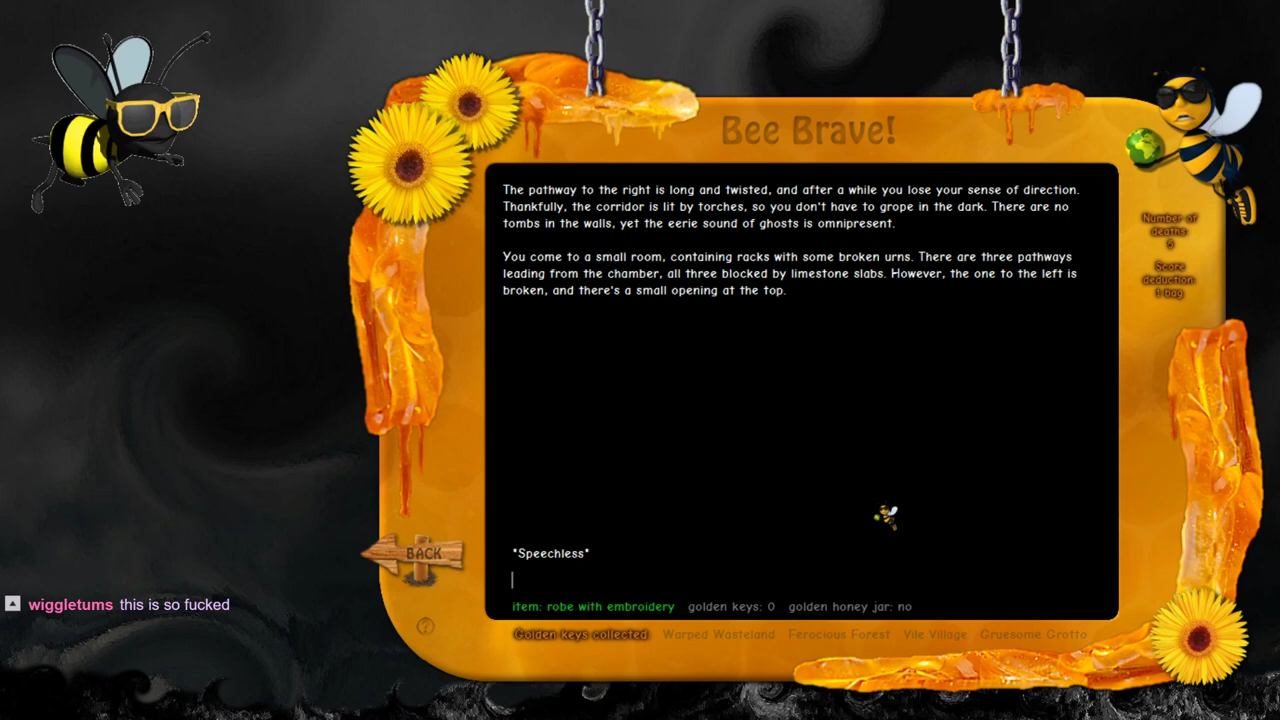 Bee Brave!
The pathway to the right is long and twisted, and after a while you lose your sense of direction.
Thankfully, the corridor is lit by torches, so you don't have to grope in the dark. There are no
tombs in the walls, yet the eerie sound of ghosts is omnipresent.
You come to a small room, containing racks with some broken urns. There are three pathways
leading from the chamber, all three blocked by limestone slabs. However, the one to the left is
broken, and there's a small opening at the top.
Number of
deaths:
5
Score
deduction:
1 bag
*Speechless*
BACK
wiggletums this is so fucked
item: robe with embroidery golden keys: 0 golden honey jar: no
?
Golden keys collected Warped Wasteland Ferocious Forest Vile Village Gruesome Grotto